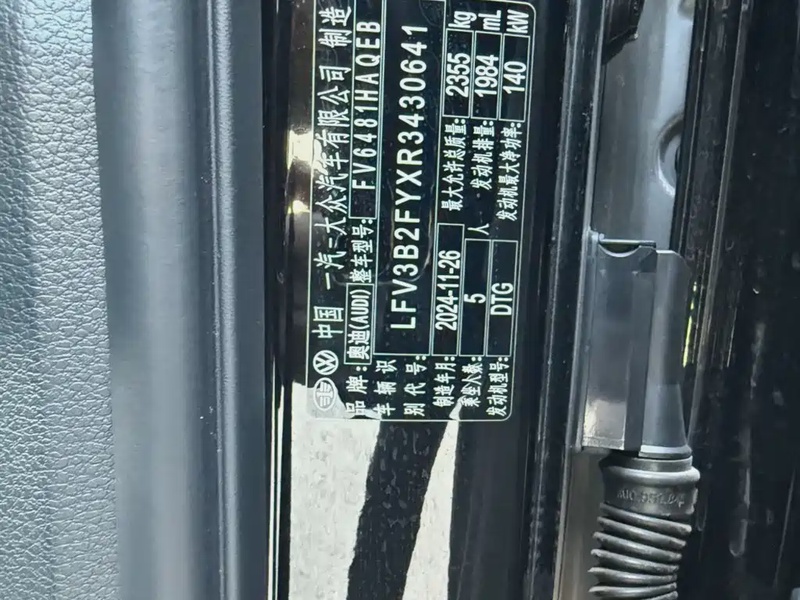 中国 一汽-大众汽车有限公司 制造
品牌: 奥迪(AUDI) 整车型号: FV6481HAQEB
车辆识别代号: LFV3B2FYXR3430641
制造年月: 2024-11-26 最大允许总质量: 2355 kg
乘坐人数: 5 人 发动机排量: 1984 mL
发动机型号: DTG 发动机最大净功率: 140 kW